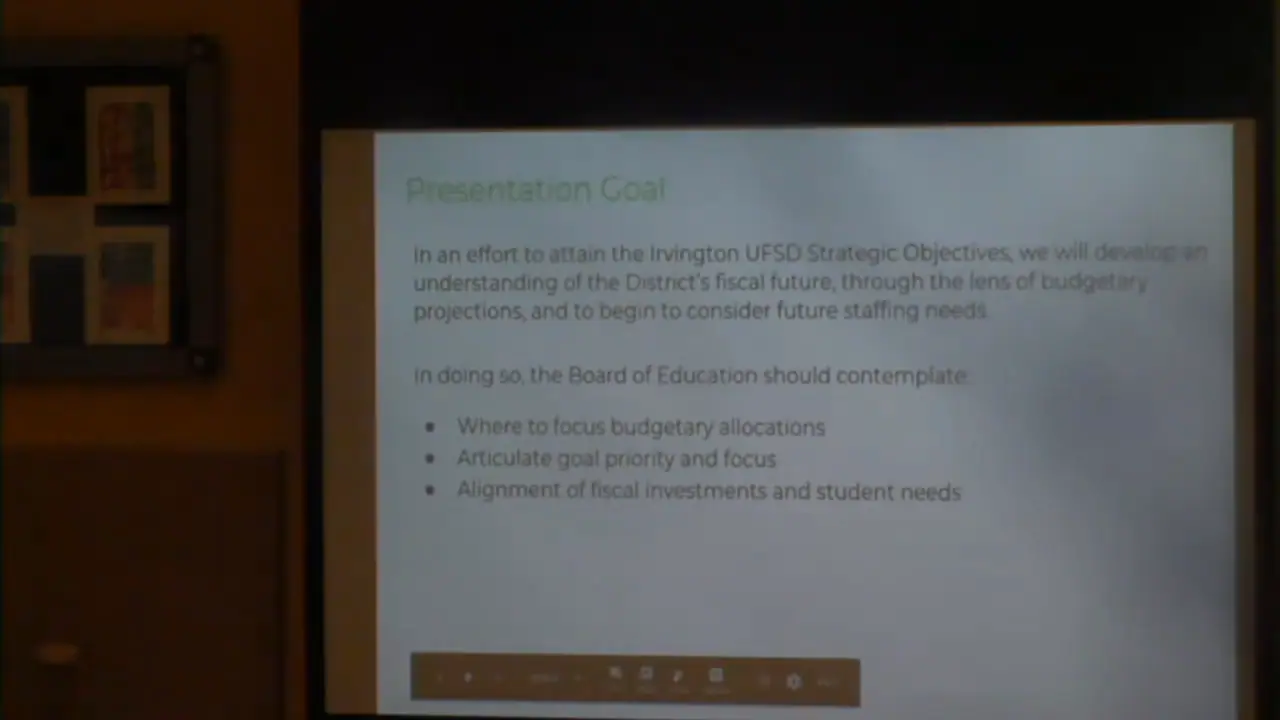 Presentation Goal
In an effort to attain the Irvington UFSD Strategic Objectives, we will develop an
understanding of the District's fiscal future, through the lens of budgetary
projections, and to begin to consider future staffing needs.
In doing so, the Board of Education should contemplate:
• Where to focus budgetary allocations
• Articulate goal priority and focus
• Alignment of fiscal investments and student needs